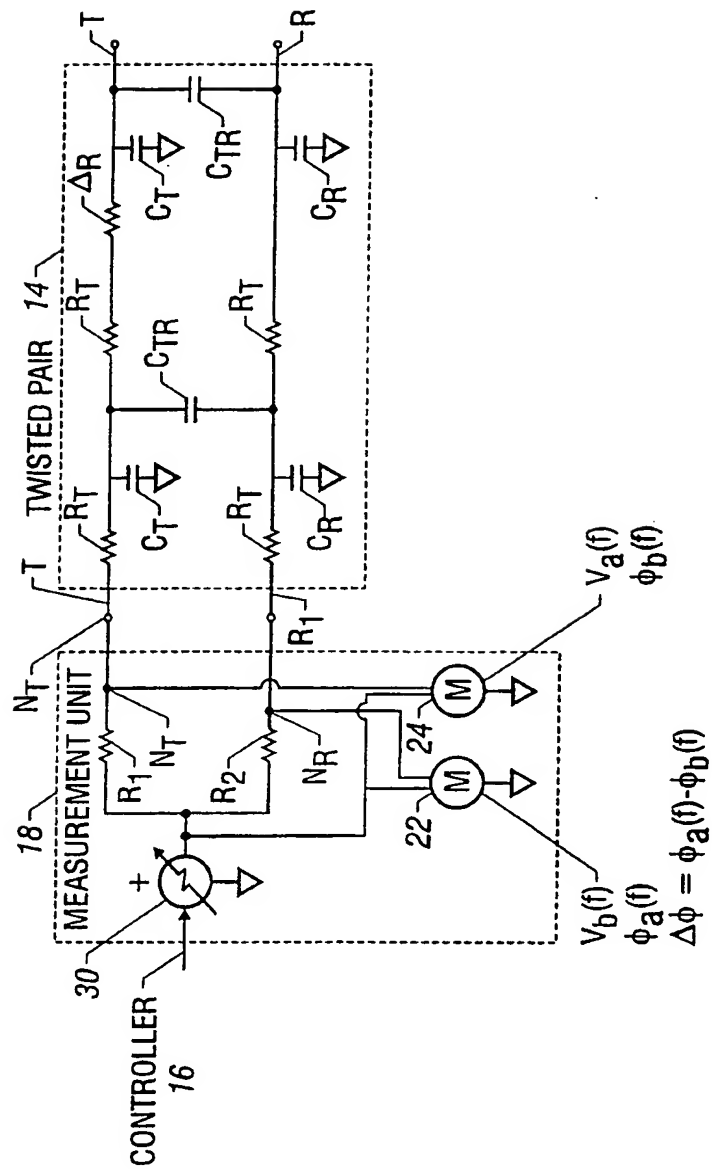 TWISTED PAIR 14
T
R_T
C_T
C_TR
R_T
Δ_R
C_T
C_TR
T
R
R_T
C_R
R_T
C_R
R_1
N_T
18
MEASUREMENT UNIT
R_1
N_T
R_2
N_R
+
30
CONTROLLER
16
M
22
M
24
V_a(f)
ϕ_b(f)
V_b(f)
ϕ_a(f)
Δϕ = ϕ_a(f)-ϕ_b(f)